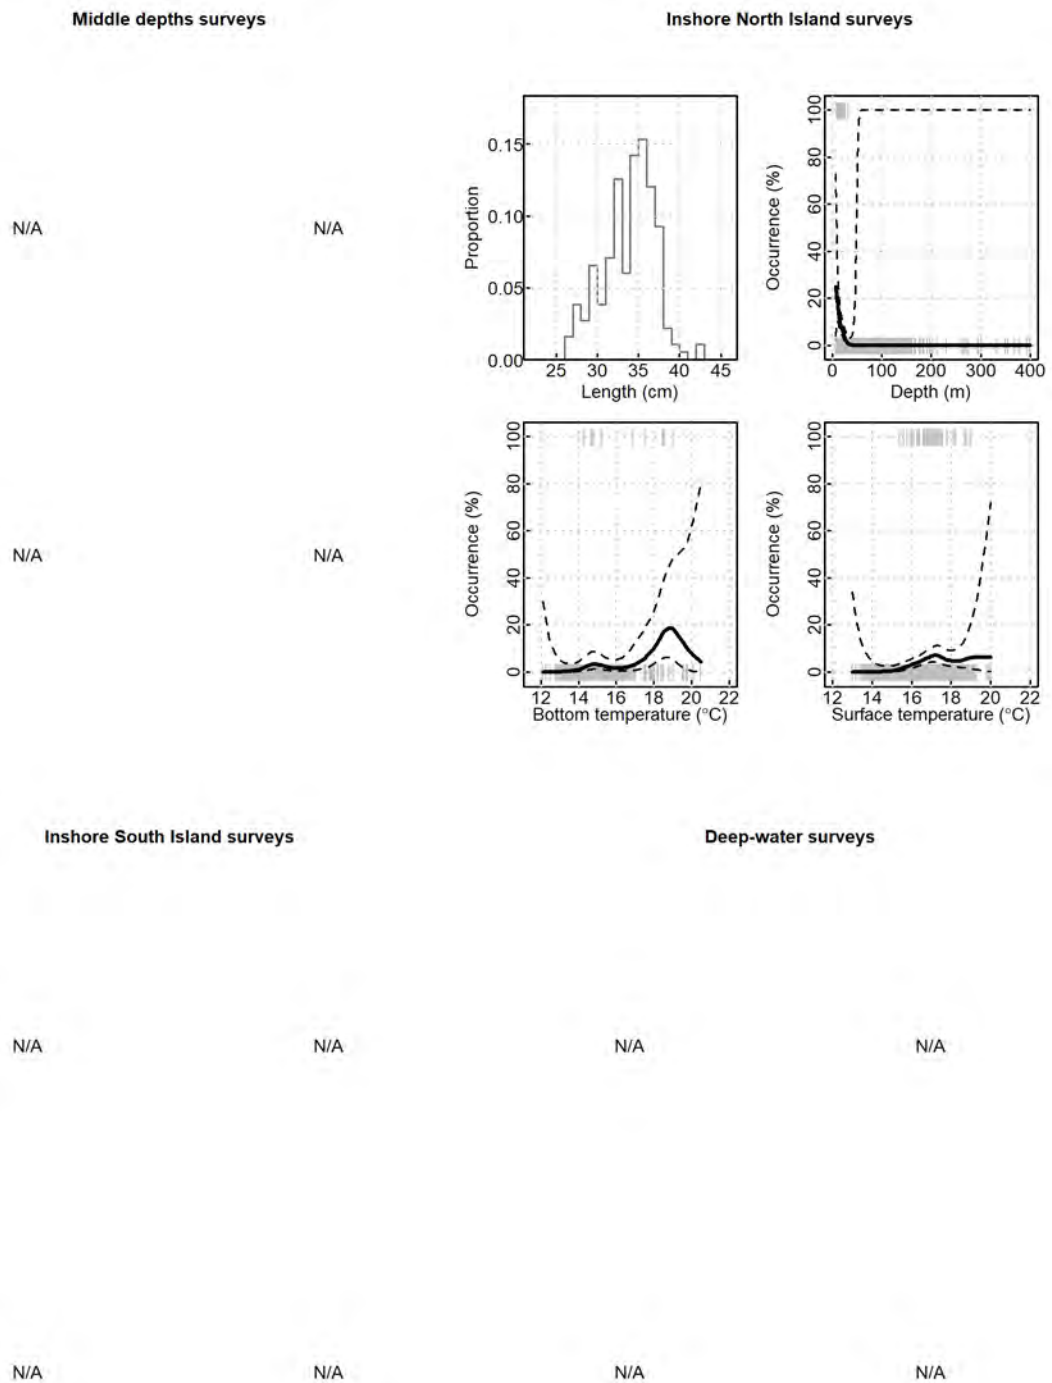 Middle depths surveys
Inshore North Island surveys
N/A
N/A
Proportion
0.15
0.10
0.05
0.00
25 30 35 40 45
Length (cm)
Occurrence (%)
100
80
60
40
20
0
0 100 200 300 400
Depth (m)
N/A
N/A
Occurrence (%)
100
80
60
40
20
0
12 14 16 18 20 22
Bottom temperature (°C)
Occurrence (%)
100
80
60
40
20
0
12 14 16 18 20 22
Surface temperature (°C)
Inshore South Island surveys
Deep-water surveys
N/A
N/A
N/A
N/A
N/A
N/A
N/A
N/A